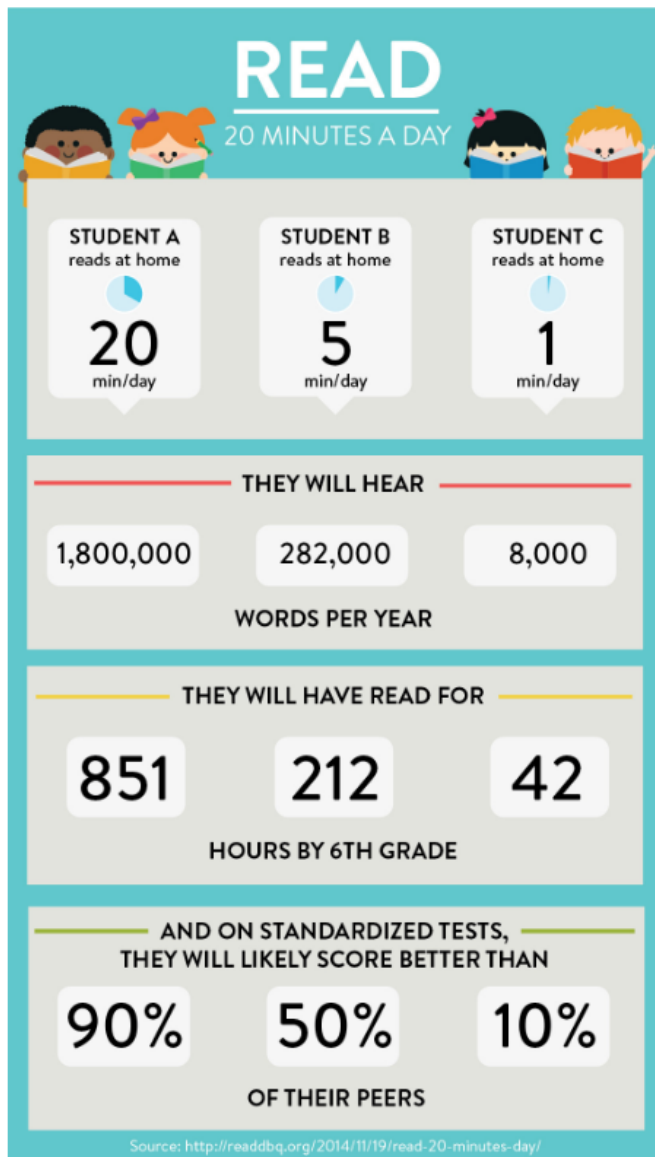 READ
20 MINUTES A DAY
STUDENT A
reads at home
20
min/day
STUDENT B
reads at home
5
min/day
STUDENT C
reads at home
1
min/day
THEY WILL HEAR
1,800,000 282,000 8,000
WORDS PER YEAR
THEY WILL HAVE READ FOR
851 212 42
HOURS BY 6TH GRADE
AND ON STANDARDIZED TESTS,
THEY WILL LIKELY SCORE BETTER THAN
90% 50% 10%
OF THEIR PEERS
Source: http://readdbq.org/2014/11/19/read-20-minutes-day/